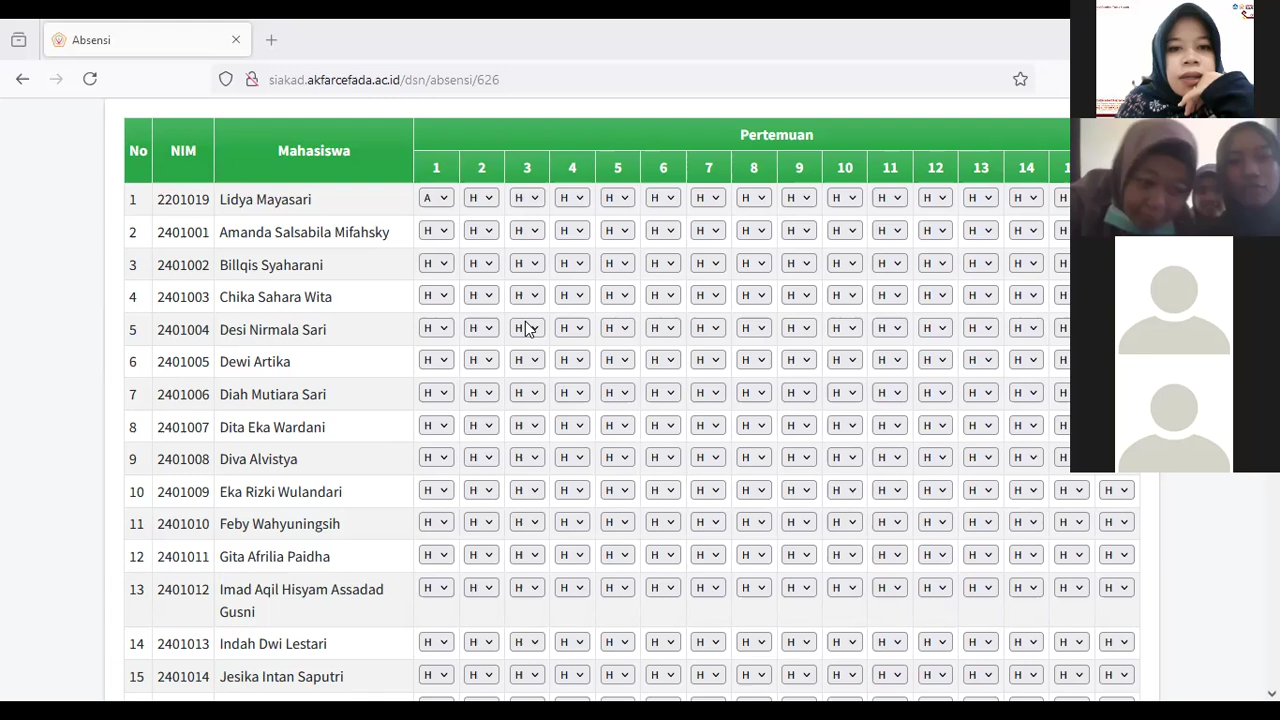 Absensi
siakad.akfarcefada.ac.id/dsn/absensi/626
No NIM Mahasiswa Pertemuan
1 2 3 4 5 6 7 8 9 10 11 12 13 14 1
1 2201019 Lidya Mayasari A H H H H H H H H H H H H H H
2 2401001 Amanda Salsabila Mifahsky H H H H H H H H H H H H H H H
3 2401002 Billqis Syaharani H H H H H H H H H H H H H H H
4 2401003 Chika Sahara Wita H H H H H H H H H H H H H H H
5 2401004 Desi Nirmala Sari H H H H H H H H H H H H H H H
6 2401005 Dewi Artika H H H H H H H H H H H H H H H
7 2401006 Diah Mutiara Sari H H H H H H H H H H H H H H H
8 2401007 Dita Eka Wardani H H H H H H H H H H H H H H H
9 2401008 Diva Alvistya H H H H H H H H H H H H H H H
10 2401009 Eka Rizki Wulandari H H H H H H H H H H H H H H H H
11 2401010 Feby Wahyuningsih H H H H H H H H H H H H H H H H
12 2401011 Gita Afrilia Paidha H H H H H H H H H H H H H H H H
13 2401012 Imad Aqil Hisyam Assadad H H H H H H H H H H H H H H H H
Gusni
14 2401013 Indah Dwi Lestari H H H H H H H H H H H H H H H H
15 2401014 Jesika Intan Saputri H H H H H H H H H H H H H H H H